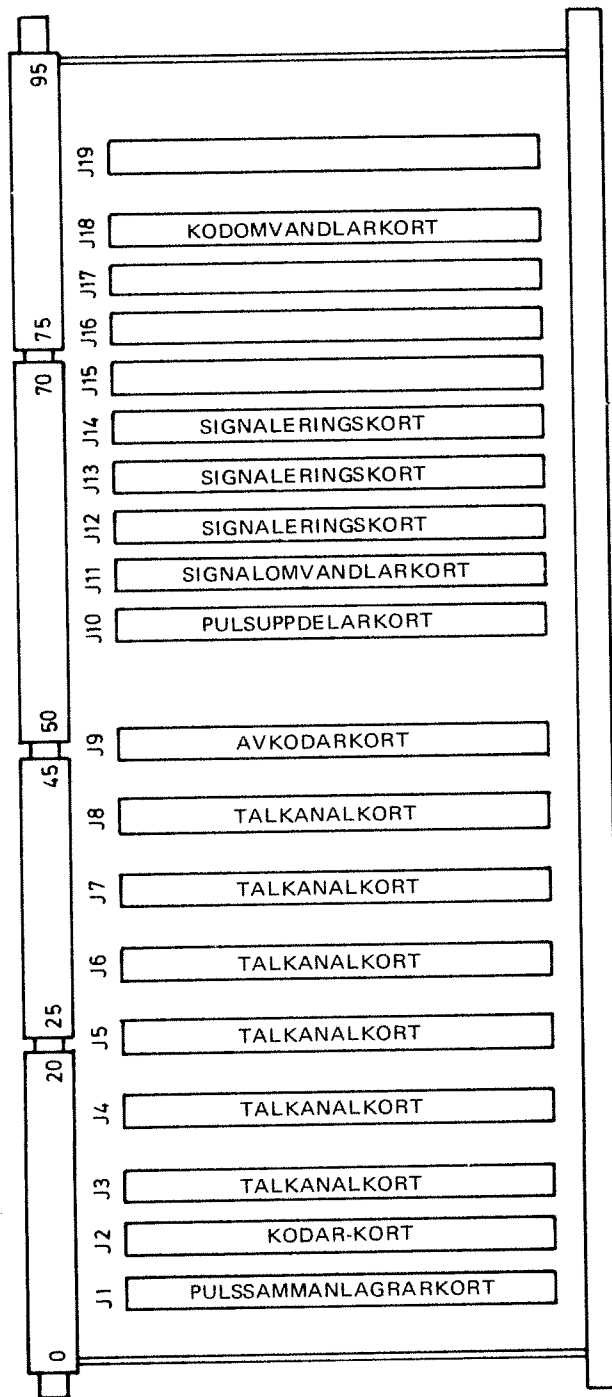 95
J19
J18 KODOMVANDLARKORT
J17
75
J16
70
J15
J14 SIGNALERINGSKORT
J13 SIGNALERINGSKORT
J12 SIGNALERINGSKORT
J11 SIGNALOMVANDLARKORT
J10 PULSUPPDELARKORT
50
J9 AVKODARKORT
45
J8 TALKANALKORT
J7 TALKANALKORT
J6 TALKANALKORT
25
J5 TALKANALKORT
20
J4 TALKANALKORT
J3 TALKANALKORT
J2 KODAR-KORT
J1 PULSSAMMANLAGRARKORT
0